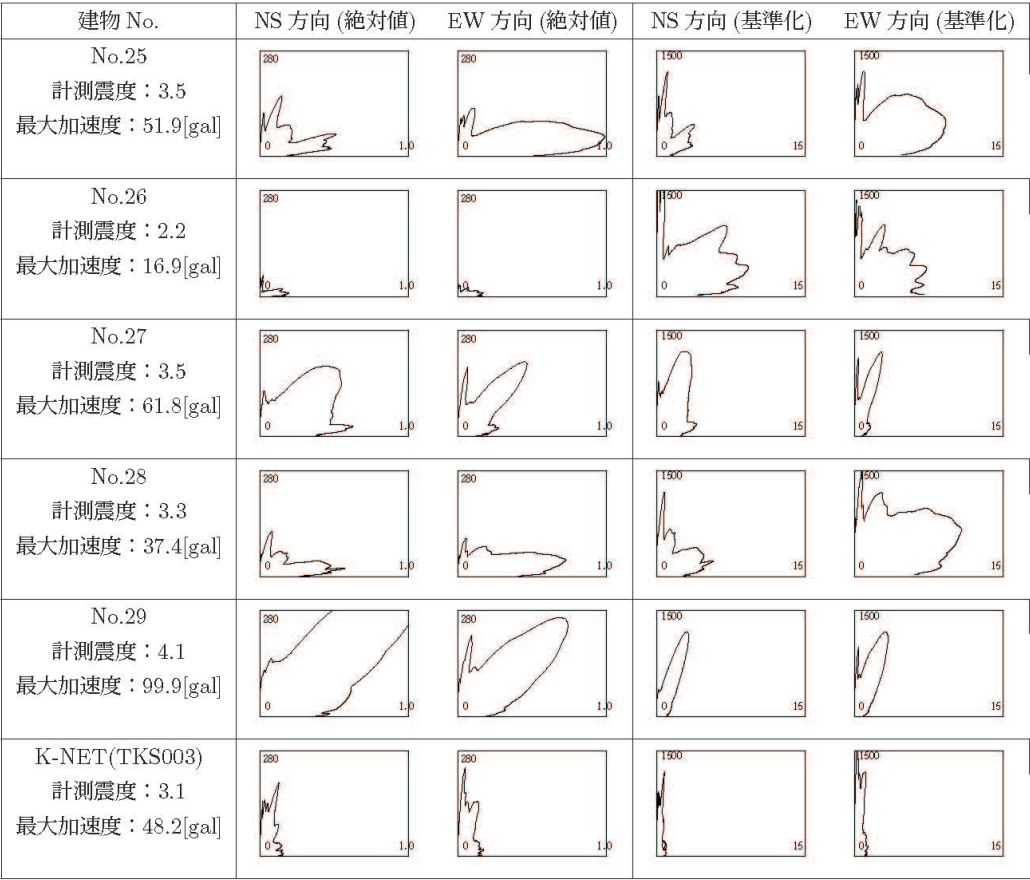 建物 No.	NS 方向 (絶対値)	EW 方向 (絶対値)	NS 方向 (基準化)	EW 方向 (基準化)
No.25
計測震度：3.5
最大加速度：51.9[gal]
280 0 1.0	280 0 1.0	1500 0 15	1500 0 15
No.26
計測震度：2.2
最大加速度：16.9[gal]
280 0 1.0	280 0 1.0	1500 0 15	1500 0 15
No.27
計測震度：3.5
最大加速度：61.8[gal]
280 0 1.0	280 0 1.0	1500 0 15	1500 0 15
No.28
計測震度：3.3
最大加速度：37.4[gal]
280 0 1.0	280 0 1.0	1500 0 15	1500 0 15
No.29
計測震度：4.1
最大加速度：99.9[gal]
280 0 1.0	280 0 1.0	1500 0 15	1500 0 15
K-NET(TKS003)
計測震度：3.1
最大加速度：48.2[gal]
280 0 1.0	280 0 1.0	1500 0 15	1500 0 15